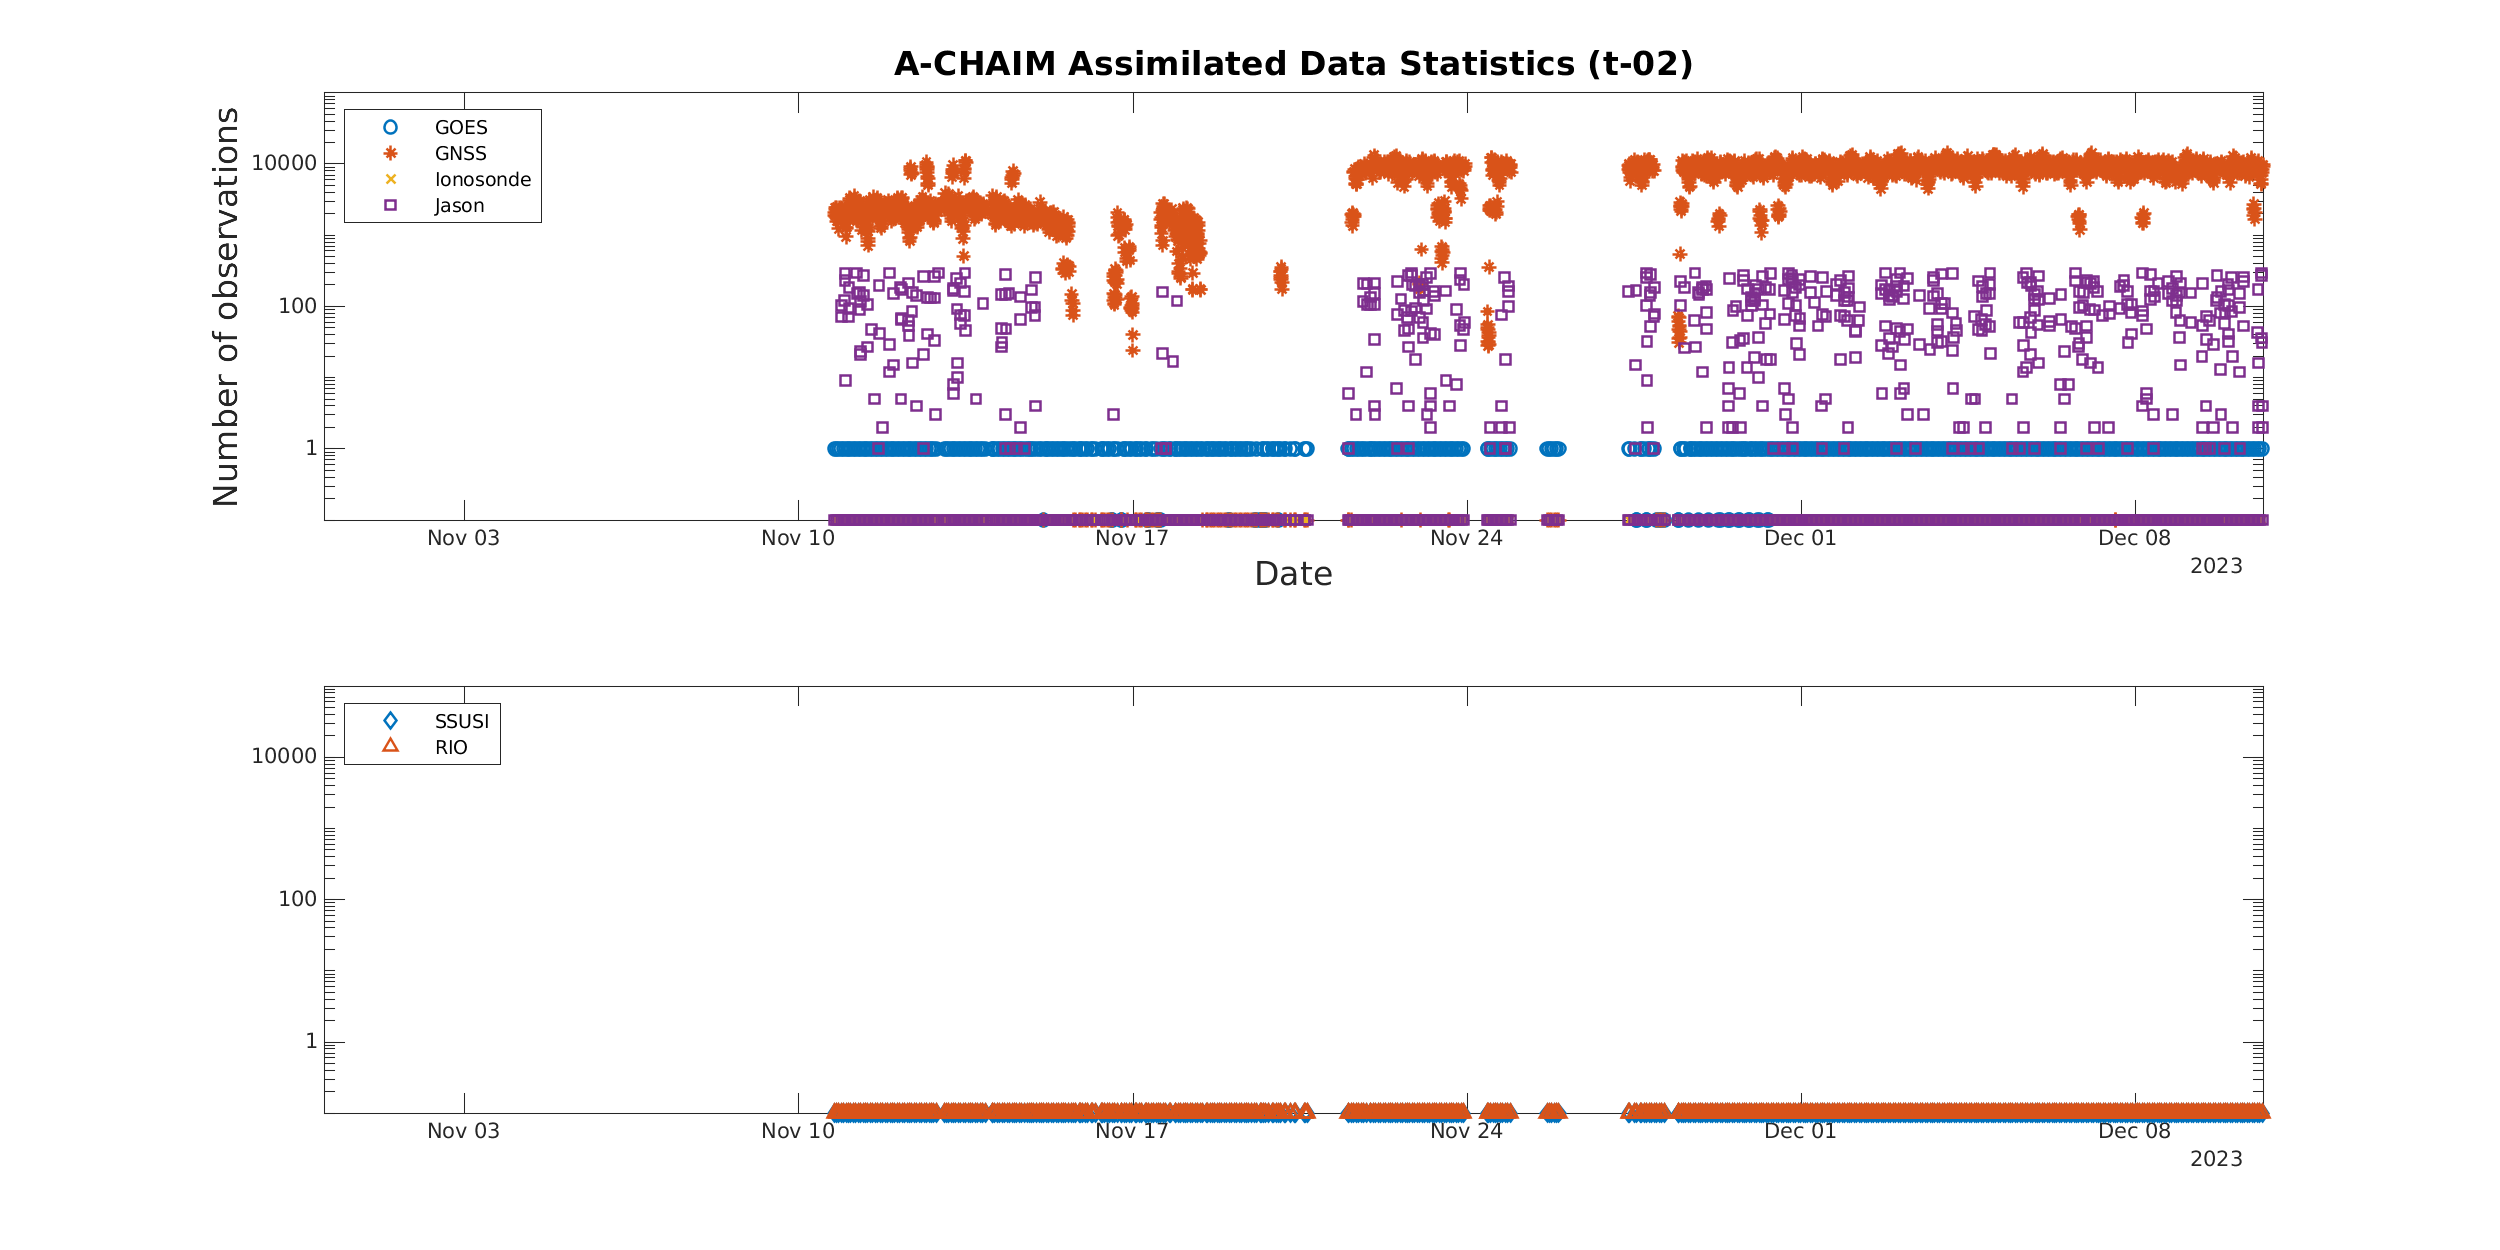 A-CHAIM Assimilated Data Statistics (t-02)
Number of observations
10000
100
1
GOES
GNSS
Ionosonde
Jason
Nov 03 Nov 10 Nov 17 Nov 24 Dec 01 Dec 08
2023
Date
10000
100
1
SSUSI
RIO
Nov 03 Nov 10 Nov 17 Nov 24 Dec 01 Dec 08
2023